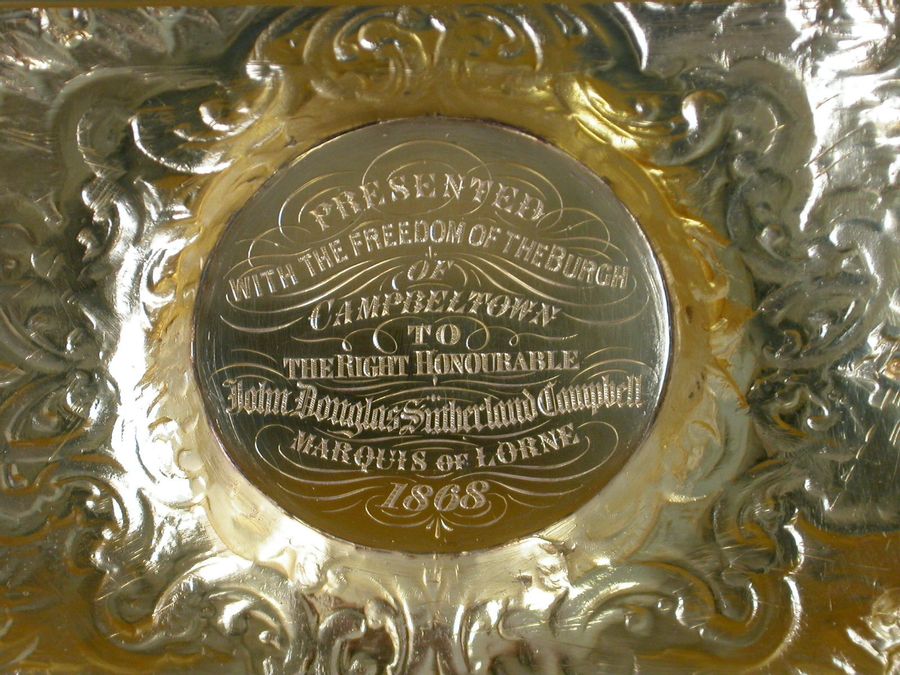 PRESENTED
WITH THE FREEDOM OF THE BURGH
OF
CAMPBELTOWN
TO
THE RIGHT HONOURABLE
John Douglas Sutherland Campbell
MARQUIS OF LORNE
1868